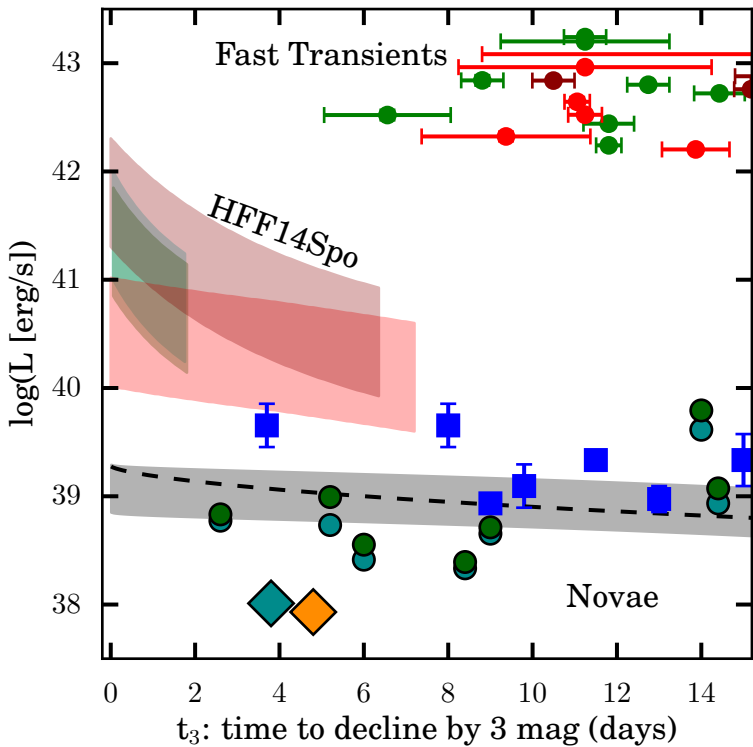 Fast Transients
HFF14Spo
Novae
log(L [erg/s])
43
42
41
40
39
38
0 2 4 6 8 10 12 14
t₃: time to decline by 3 mag (days)